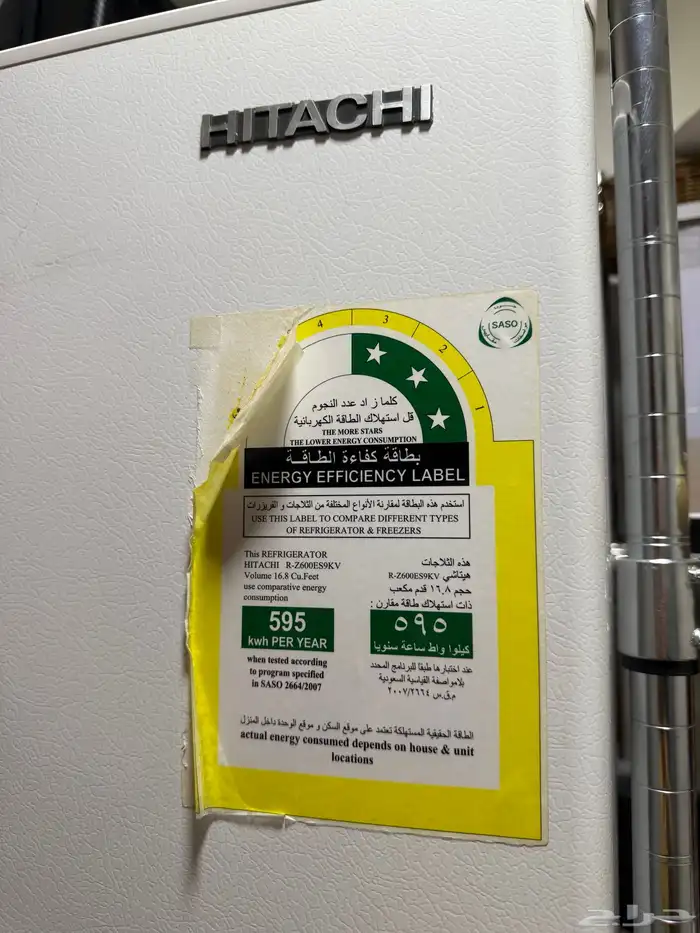 HITACHI
4 3 2 1
SASO
كلما زاد عدد النجوم
قل استهلاك الطاقة الكهربائية
THE MORE STARS
THE LOWER ENERGY CONSUMPTION
بطاقة كفاءة الطاقـــة
ENERGY EFFICIENCY LABEL
استخدم هذه البطاقة لمقارنة الأنواع المختلفة من الثلاجات و الفريزرات
USE THIS LABEL TO COMPARE DIFFERENT TYPES
OF REFRIGERATOR & FREEZERS
This REFRIGERATOR
HITACHI R-Z600ES9KV
Volume 16.8 Cu.Feet
use comparative energy
consumption
595
kwh PER YEAR
when tested according
to program specified
in SASO 2664/2007
هذه الثلاجات
هيتاشي R-Z600ES9KV
حجم ١٦,٨ قدم مكعب
ذات استهلاك طاقة مقارن :
٥٩٥
كيلوا واط ساعة سنويا
عند اختبارها طبقا للبرنامج المحدد
بلامواصفة القياسية السعودية
م.ق.س ٢٠٠٧/٢٦٦٤
الطاقة الحقيقية المستهلكة تعتمد على موقع السكن و موقع الوحدة داخل المنزل
actual energy consumed depends on house & unit
locations
حراج